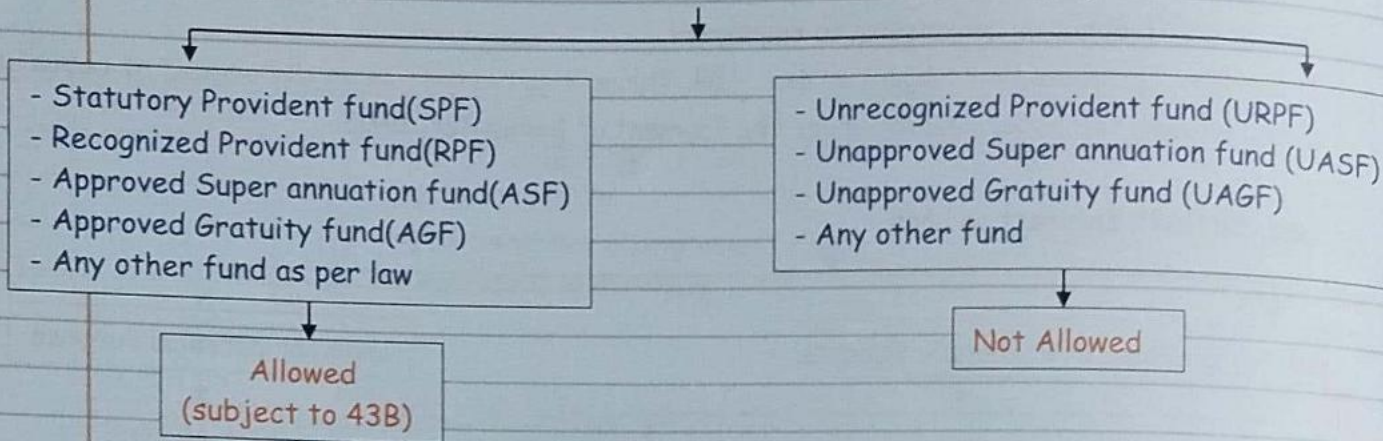 - Statutory Provident fund(SPF)
- Recognized Provident fund(RPF)
- Approved Super annuation fund(ASF)
- Approved Gratuity fund(AGF)
- Any other fund as per law
Allowed
(subject to 43B)
- Unrecognized Provident fund (URPF)
- Unapproved Super annuation fund (UASF)
- Unapproved Gratuity fund (UAGF)
- Any other fund
Not Allowed